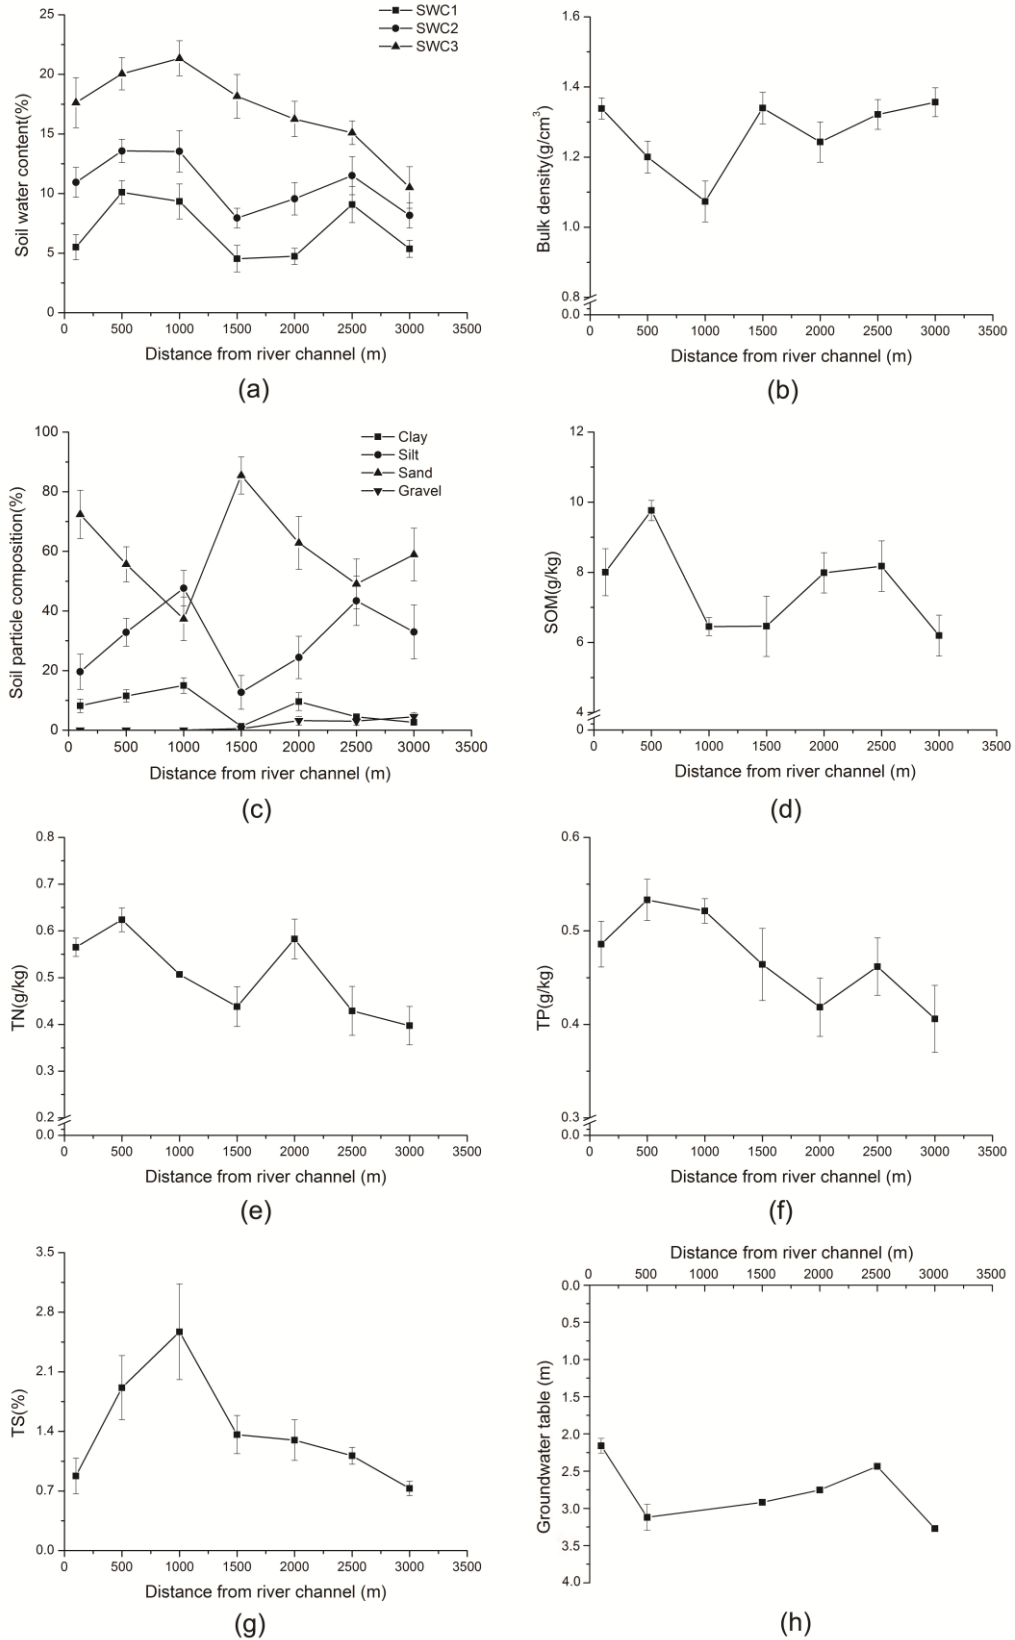 SWC1
SWC2
SWC3
25
20
15
10
5
0
Soil water content(%)
0 500 1000 1500 2000 2500 3000 3500
Distance from river channel (m)
(a)
1.6
1.4
1.2
1.0
0.8
0.0
Bulk density(g/cm³)
0 500 1000 1500 2000 2500 3000 3500
Distance from river channel (m)
(b)
Clay
Silt
Sand
Gravel
100
80
60
40
20
0
Soil particle composition(%)
0 500 1000 1500 2000 2500 3000 3500
Distance from river channel (m)
(c)
12
10
8
6
4
0
SOM(g/kg)
0 500 1000 1500 2000 2500 3000 3500
Distance from river channel (m)
(d)
0.8
0.7
0.6
0.5
0.4
0.3
0.2
0.0
TN(g/kg)
0 500 1000 1500 2000 2500 3000 3500
Distance from river channel (m)
(e)
0.6
0.5
0.4
0.3
0.0
TP(g/kg)
0 500 1000 1500 2000 2500 3000 3500
Distance from river channel (m)
(f)
3.5
2.8
2.1
1.4
0.7
0.0
TS(%)
0 500 1000 1500 2000 2500 3000 3500
Distance from river channel (m)
(g)
Distance from river channel (m)
0 500 1000 1500 2000 2500 3000 3500
0.0
0.5
1.0
1.5
2.0
2.5
3.0
3.5
4.0
Groundwater table (m)
(h)